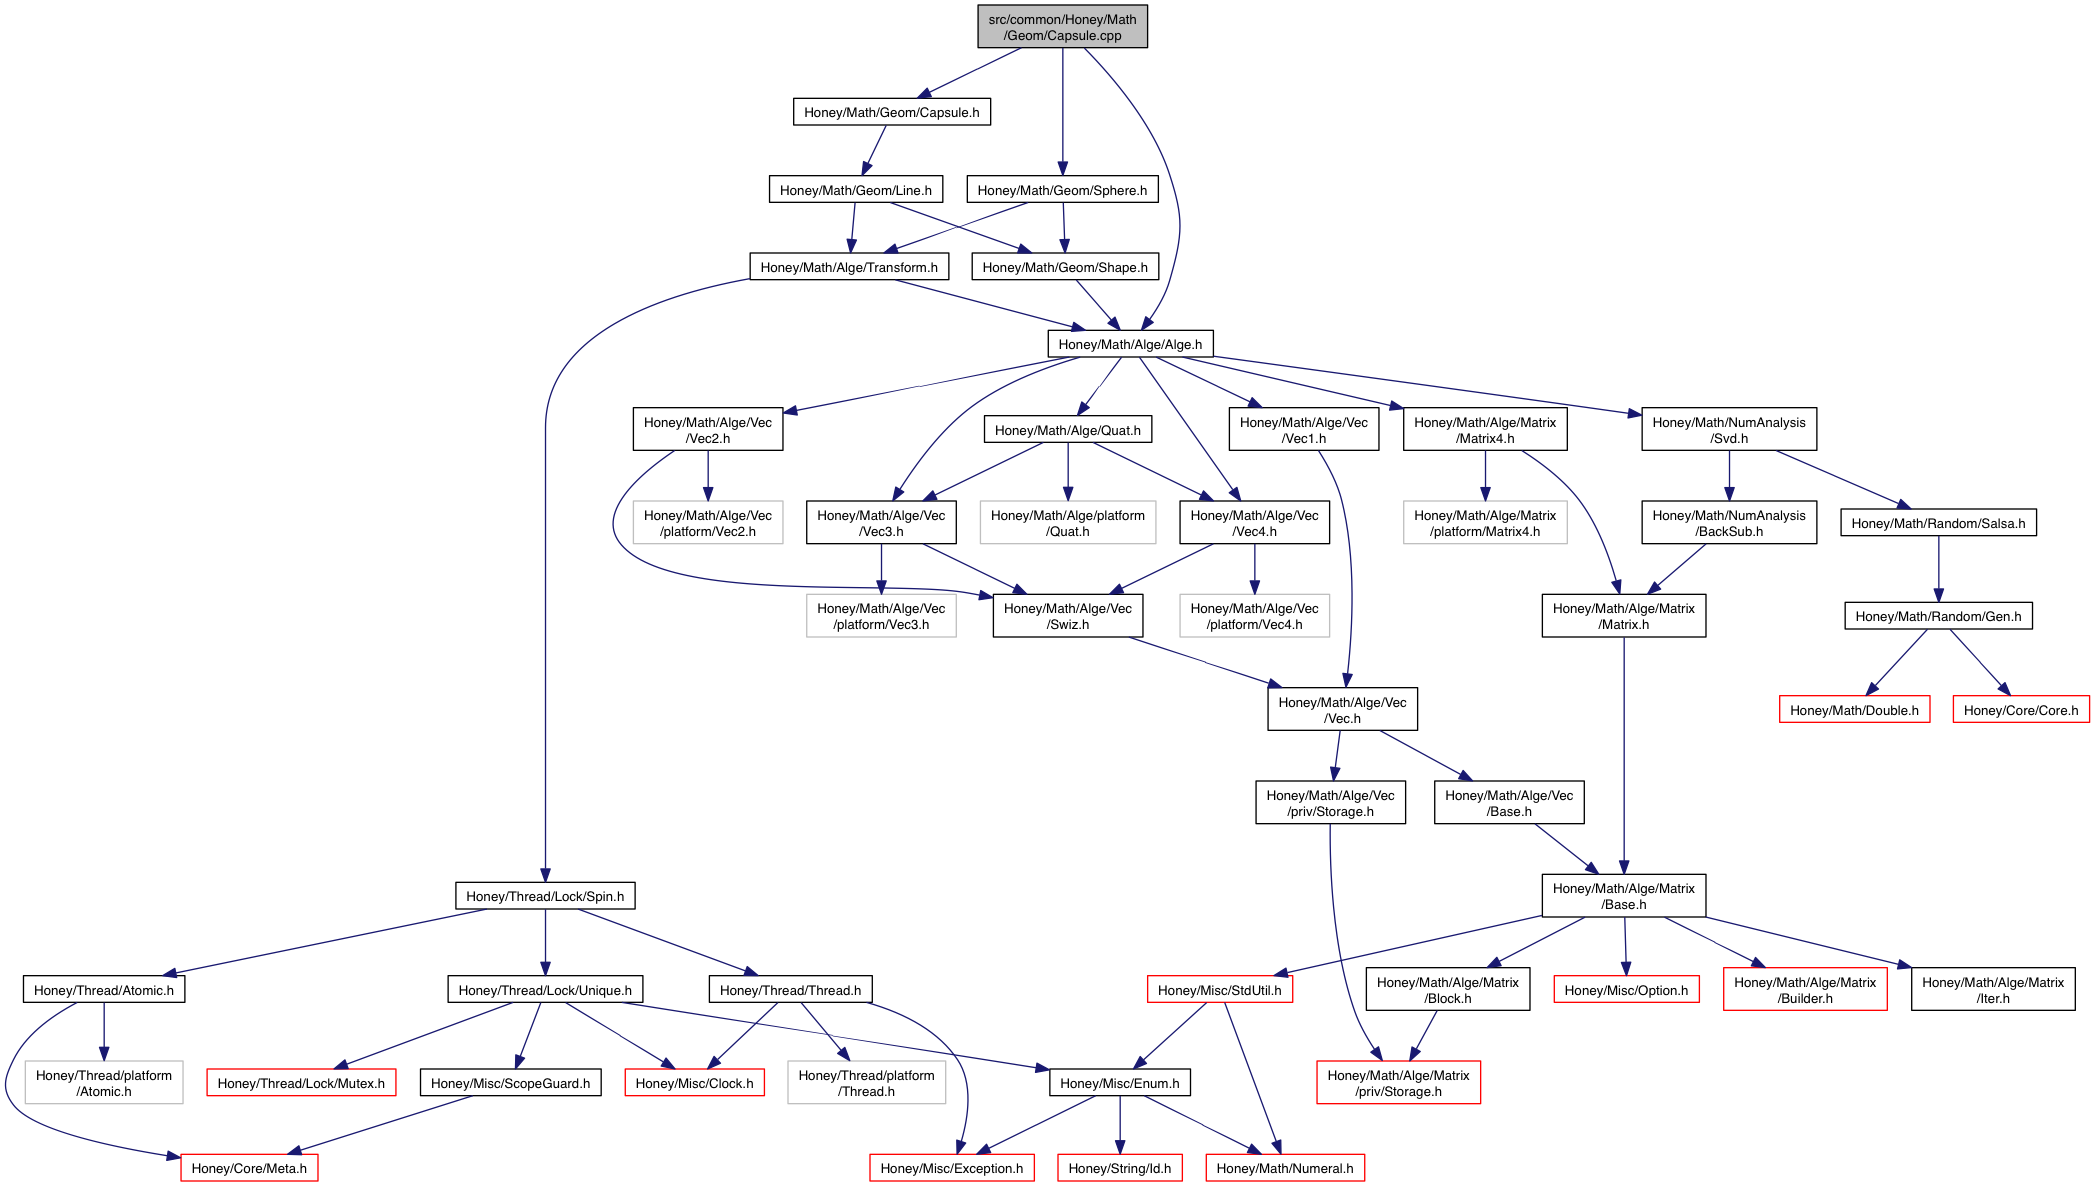 src/common/Honey/Math
/Geom/Capsule.cpp
Honey/Math/Geom/Capsule.h
Honey/Math/Geom/Line.h
Honey/Math/Geom/Sphere.h
Honey/Math/Alge/Transform.h
Honey/Math/Geom/Shape.h
Honey/Math/Alge/Alge.h
Honey/Math/Alge/Vec
/Vec2.h
Honey/Math/Alge/Quat.h
Honey/Math/Alge/Vec
/Vec1.h
Honey/Math/Alge/Matrix
/Matrix4.h
Honey/Math/NumAnalysis
/Svd.h
Honey/Math/Alge/Vec
/platform/Vec2.h
Honey/Math/Alge/Vec
/Vec3.h
Honey/Math/Alge/platform
/Quat.h
Honey/Math/Alge/Vec
/Vec4.h
Honey/Math/Alge/Matrix
/platform/Matrix4.h
Honey/Math/NumAnalysis
/BackSub.h
Honey/Math/Random/Salsa.h
Honey/Math/Alge/Vec
/platform/Vec3.h
Honey/Math/Alge/Vec
/Swiz.h
Honey/Math/Alge/Vec
/platform/Vec4.h
Honey/Math/Alge/Matrix
/Matrix.h
Honey/Math/Random/Gen.h
Honey/Math/Alge/Vec
/Vec.h
Honey/Math/Double.h
Honey/Core/Core.h
Honey/Math/Alge/Vec
/priv/Storage.h
Honey/Math/Alge/Vec
/Base.h
Honey/Thread/Lock/Spin.h
Honey/Math/Alge/Matrix
/Base.h
Honey/Thread/Atomic.h
Honey/Thread/Lock/Unique.h
Honey/Thread/Thread.h
Honey/Misc/StdUtil.h
Honey/Math/Alge/Matrix
/Block.h
Honey/Misc/Option.h
Honey/Math/Alge/Matrix
/Builder.h
Honey/Math/Alge/Matrix
/Iter.h
Honey/Thread/platform
/Atomic.h
Honey/Thread/Lock/Mutex.h
Honey/Misc/ScopeGuard.h
Honey/Misc/Clock.h
Honey/Thread/platform
/Thread.h
Honey/Misc/Enum.h
Honey/Math/Alge/Matrix
/priv/Storage.h
Honey/Core/Meta.h
Honey/Misc/Exception.h
Honey/String/Id.h
Honey/Math/Numeral.h